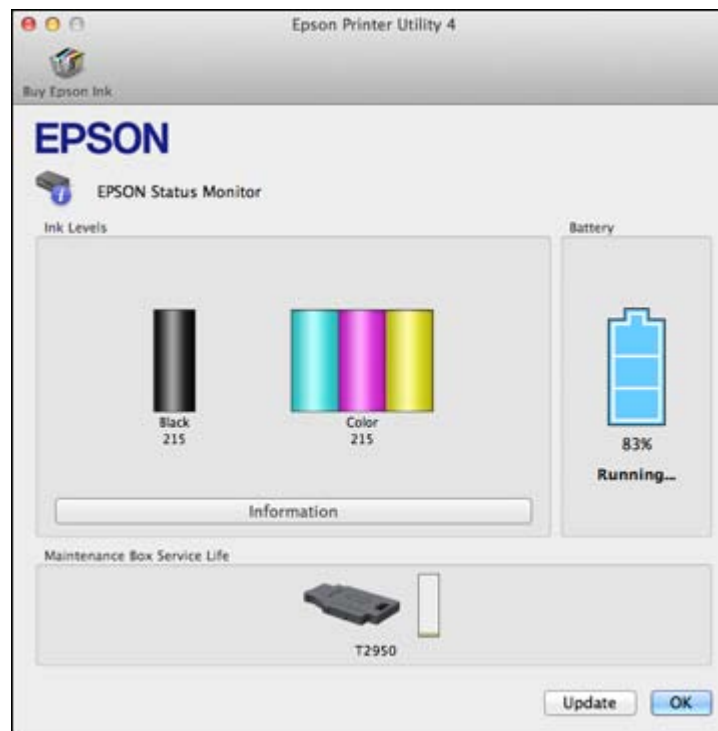 Epson Printer Utility 4
Buy Epson Ink
EPSON
EPSON Status Monitor
Ink Levels
Battery
Black
215
Color
215
83%
Running...
Information
Maintenance Box Service Life
T2950
Update
OK